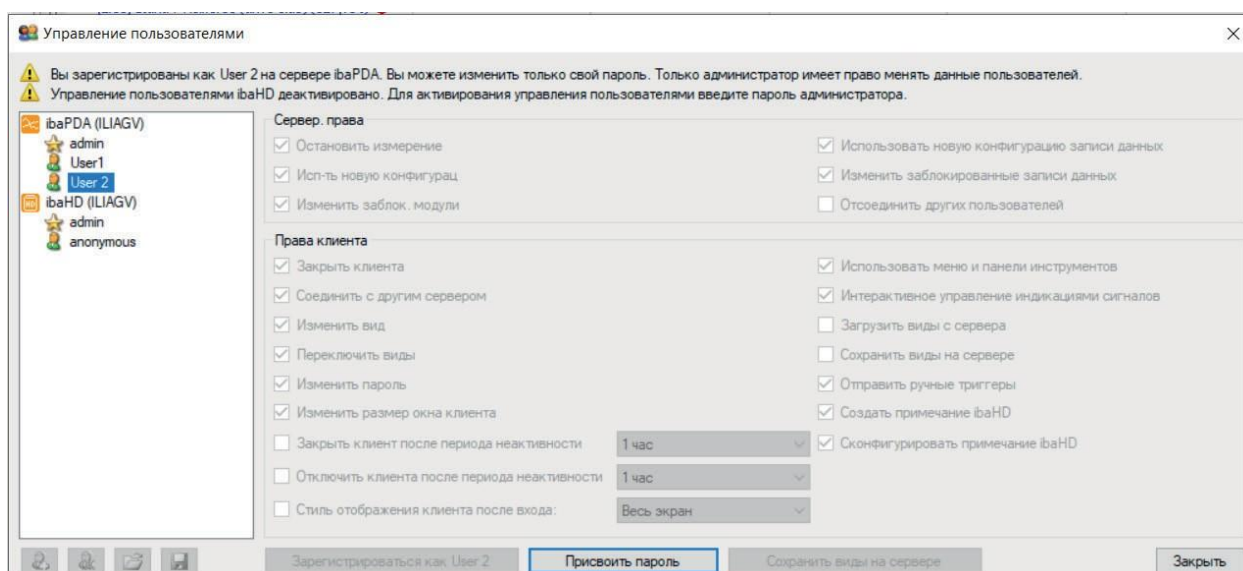 Управление пользователями
Вы зарегистрированы как User 2 на сервере ibaPDA. Вы можете изменить только свой пароль. Только администратор имеет право менять данные пользователей.
Управление пользователями ibaHD деактивировано. Для активирования управления пользователями введите пароль администратора.
ibaPDA (ILIAGV)
admin
User1
User 2
ibaHD (ILIAGV)
admin
anonymous
Сервер. права
Остановить измерение
Использовать новую конфигурацию записи данных
Исп-ть новую конфигурац
Изменить заблокированные записи данных
Изменить заблок. модули
Отсоединить других пользователей
Права клиента
Закрыть клиента
Использовать меню и панели инструментов
Соединить с другим сервером
Интерактивное управление индикациями сигналов
Изменить вид
Загрузить виды с сервера
Переключить виды
Сохранить виды на сервере
Изменить пароль
Отправить ручные триггеры
Изменить размер окна клиента
Создать примечание ibaHD
Закрыть клиент после периода неактивности 1 час
Сконфигурировать примечание ibaHD
Отключить клиента после периода неактивности 1 час
Стиль отображения клиента после входа: Весь экран
Зарегистрироваться как User 2
Присвоить пароль
Сохранить виды на сервере
Закрыть